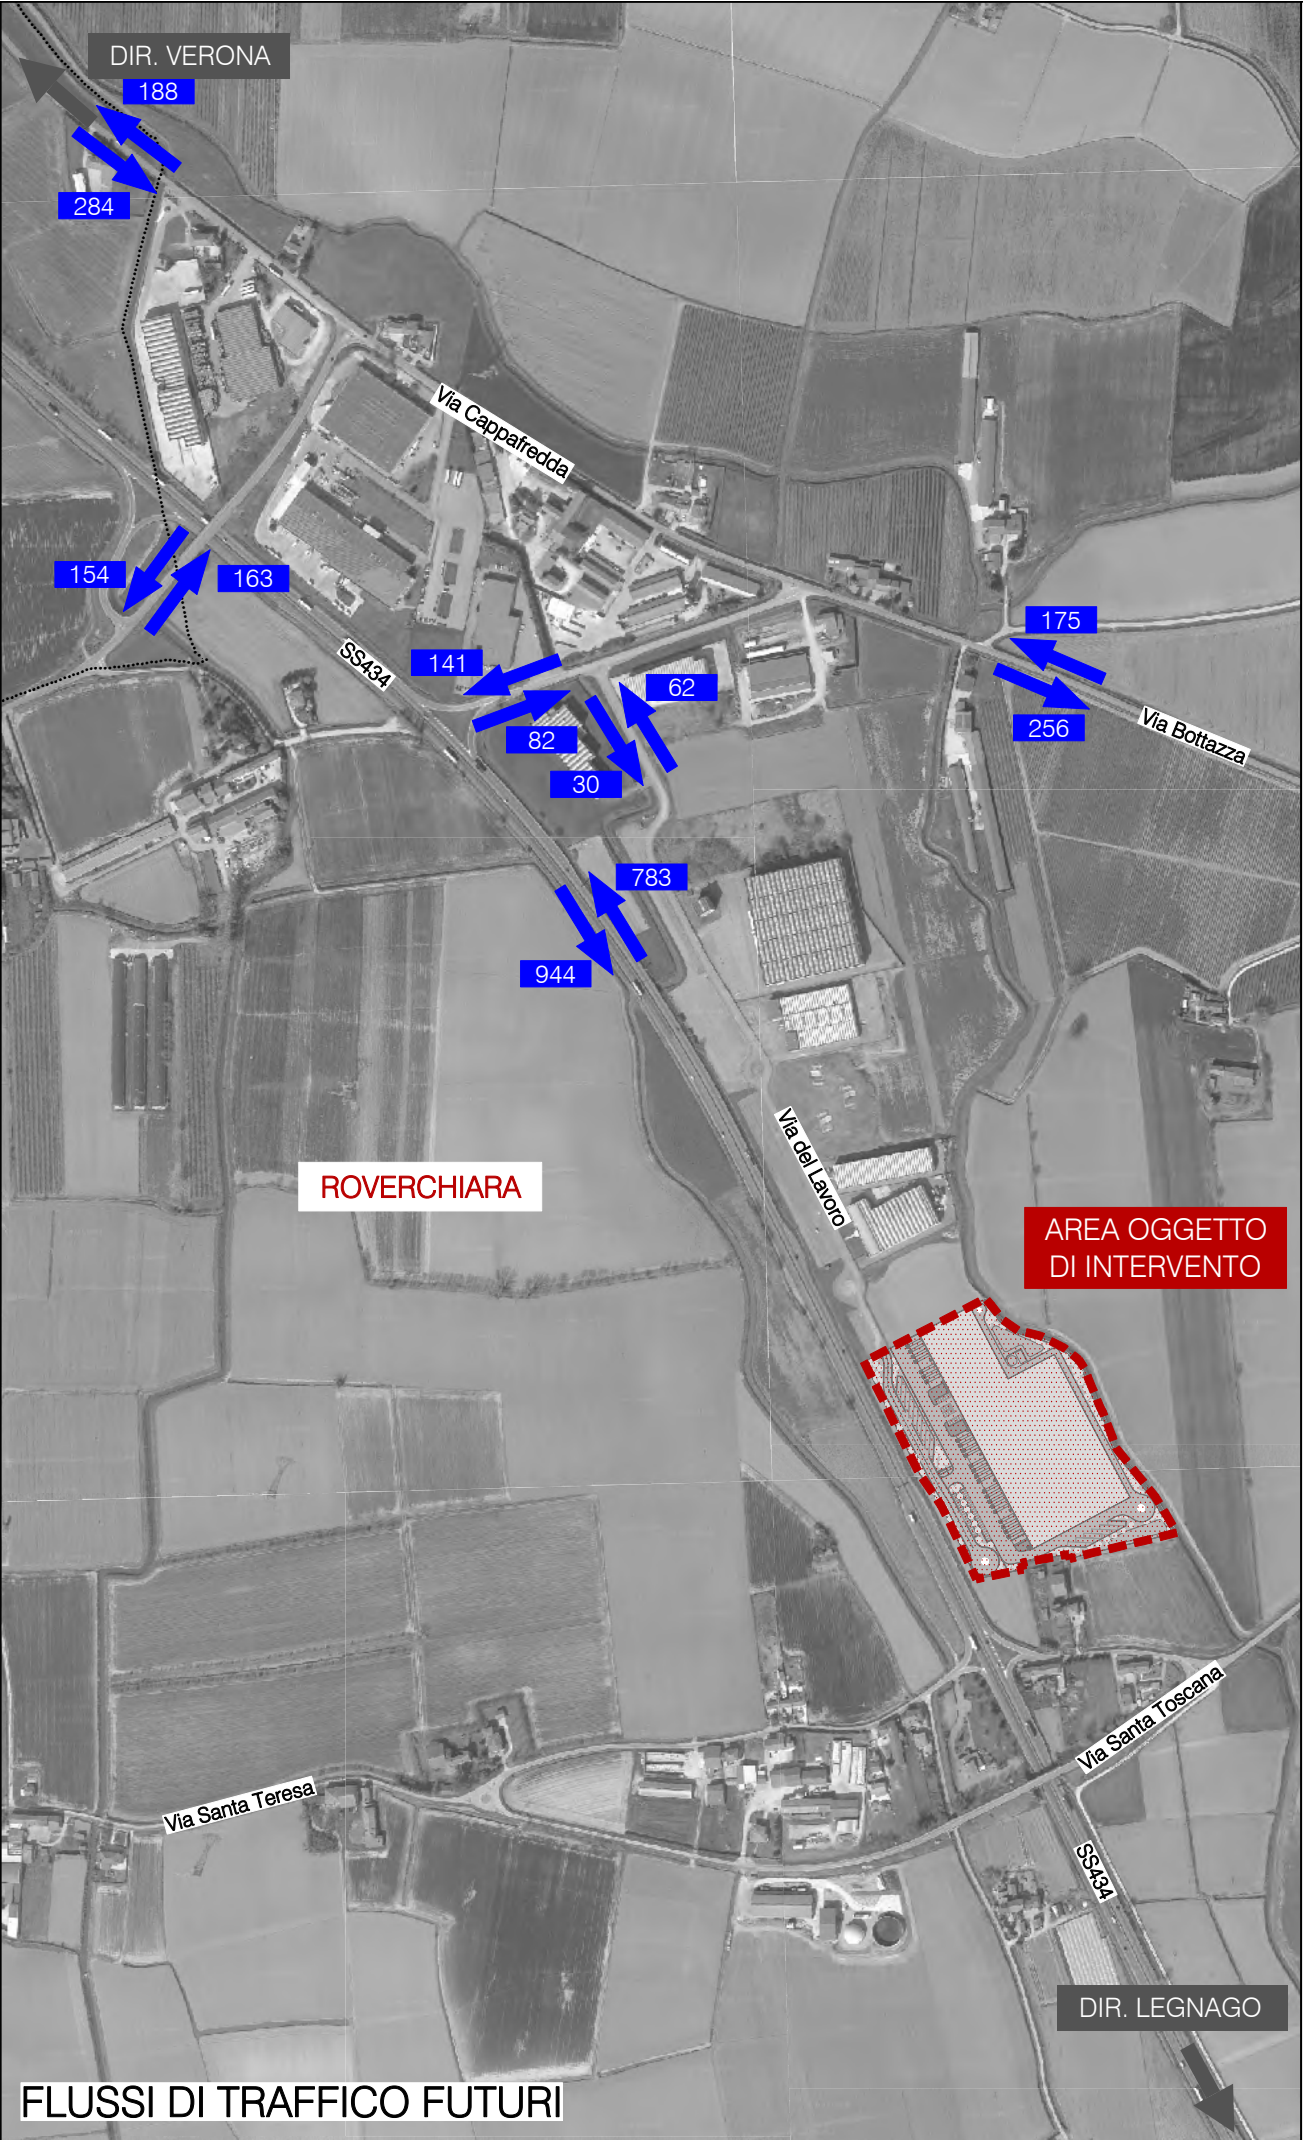 DIR. VERONA
188
284
Via Cappafredda
154
163
SS434
141
62
82
30
175
256
Via Bottazza
783
944
Via del Lavoro
ROVERCHIARA
AREA OGGETTO
DI INTERVENTO
Via Santa Toscana
Via Santa Teresa
SS434
DIR. LEGNAGO
FLUSSI DI TRAFFICO FUTURI